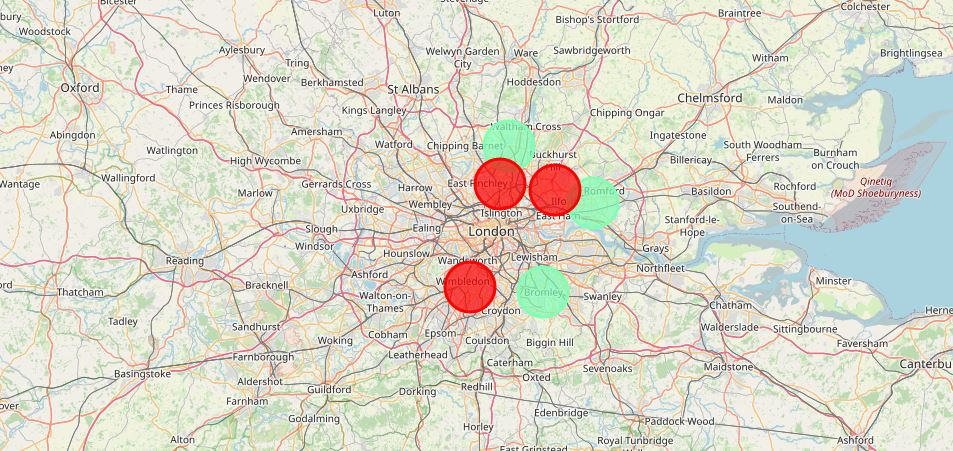 Bicester
Luton
Stevenage
Bishop's Stortford
Braintree
Colchester
Woodstock
Aylesbury
Tring
Welwyn Garden
City
Ware
Sawbridgeworth
Witham
Brightlingsea
Oxford
Thame
Wendover
Berkhamsted
St Albans
Hoddesdon
Princes Risborough
Kings Langley
Chipping Ongar
Chelmsford
Maldon
Abingdon
Amersham
Watford
Waltham Cross
Ingatestone
Watlington
Chipping Barnet
Buckhurst
Hill
Billericay
South Woodham
Ferrers
Burnham
on Crouch
High Wycombe
Wantage
Wallingford
Marlow
Gerrards Cross
Harrow
East Finchley
Romford
Basildon
Rochford
Qinetiq
(MoD Shoeburyness)
Wembley
Ilfo
Uxbridge
Islington
East Ha
Southend-
on-Sea
Slough
Ealing
London
Stanford-le-
Hope
Windsor
Hounslow
Wandsworth
Lewisham
Grays
Reading
Ashford
Northfleet
Bracknell
Wimbledon
Bromley
Swanley
Minster
Thatcham
Walton-on-
Thames
Chatham
Herne
Croydon
Tadley
Sandhurst
Cobham
Epsom
Walderslade
Sittingbourne
Woking
Coulsdon
Biggin Hill
Faversham
Farnborough
Leatherhead
Caterham
Sevenoaks
Maidstone
Canterbu
Basingstoke
Aldershot
Guildford
Dorking
Redhill
Oxted
Farnham
Godalming
Edenbridge
Paddock Wood
Alton
Horley
Royal Tunbridge
Ashford
East Grinstead